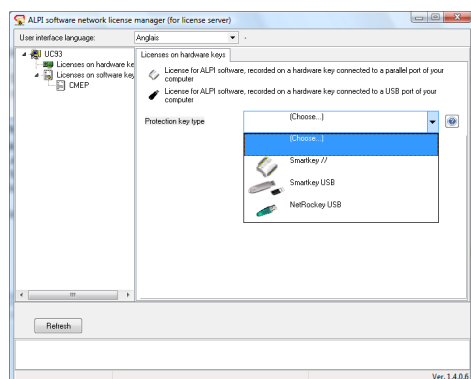 ALPI software network license manager (for license server)
User interface language:
Anglais
UC93
Licenses on hardware ke
Licenses on software key
CMEP
Licenses on hardware keys
License for ALPI software, recorded on a hardware key connected to a parallel port of your
computer
License for ALPI software, recorded on a hardware key connected to a USB port of your
computer
Protection key type
(Choose...)
(Choose...)
Smartkey //
Smartkey USB
NetRockey USB
Refresh
Ver. 1.4.0.6